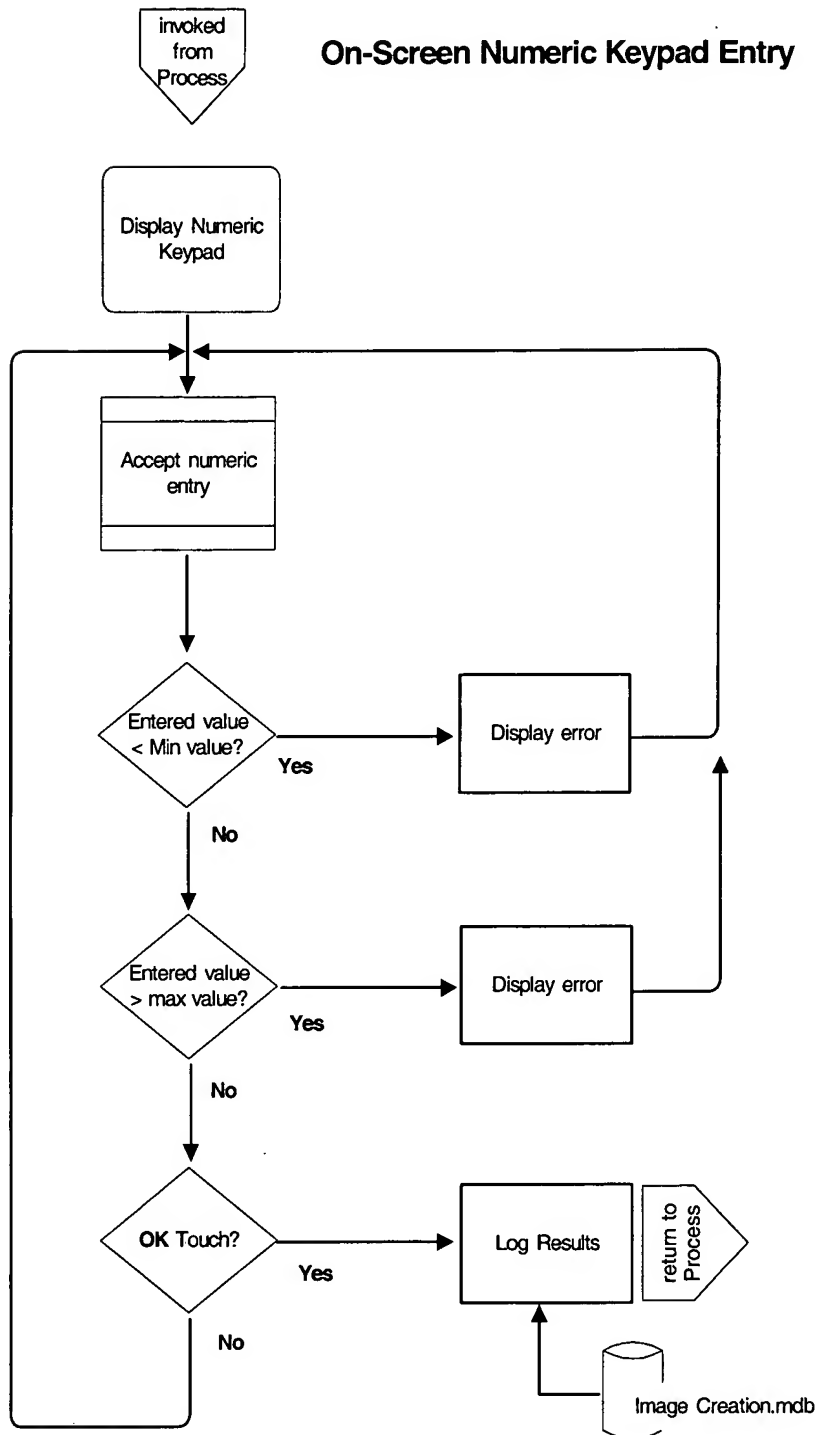 invoked
from
Process
On-Screen Numeric Keypad Entry
Display Numeric
Keypad
Accept numeric
entry
Entered value
< Min value?
Yes
Display error
No
Entered value
> max value?
Yes
Display error
No
OK Touch?
Yes
Log Results
return to
Process
No
Image Creation.mdb